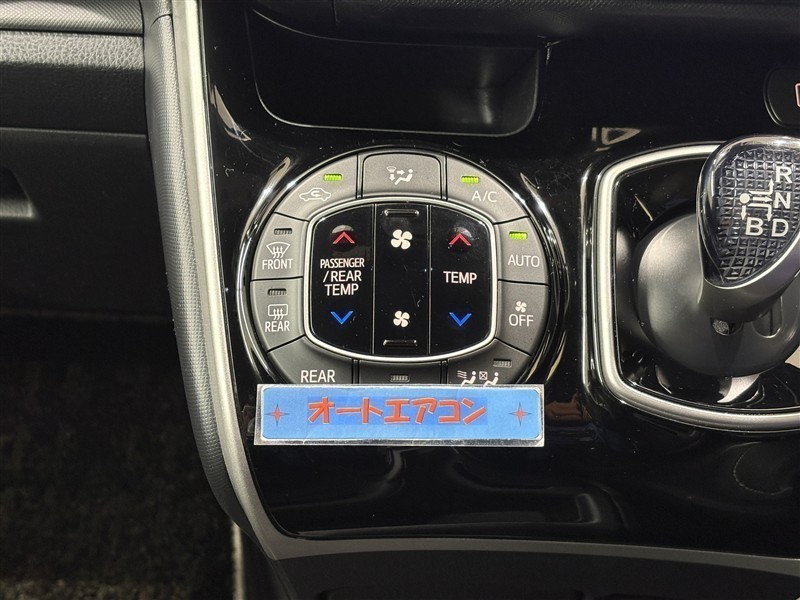 A/C
FRONT
PASSENGER
/REAR
TEMP
TEMP
AUTO
REAR
OFF
REAR
オートエアコン
R
N
B D